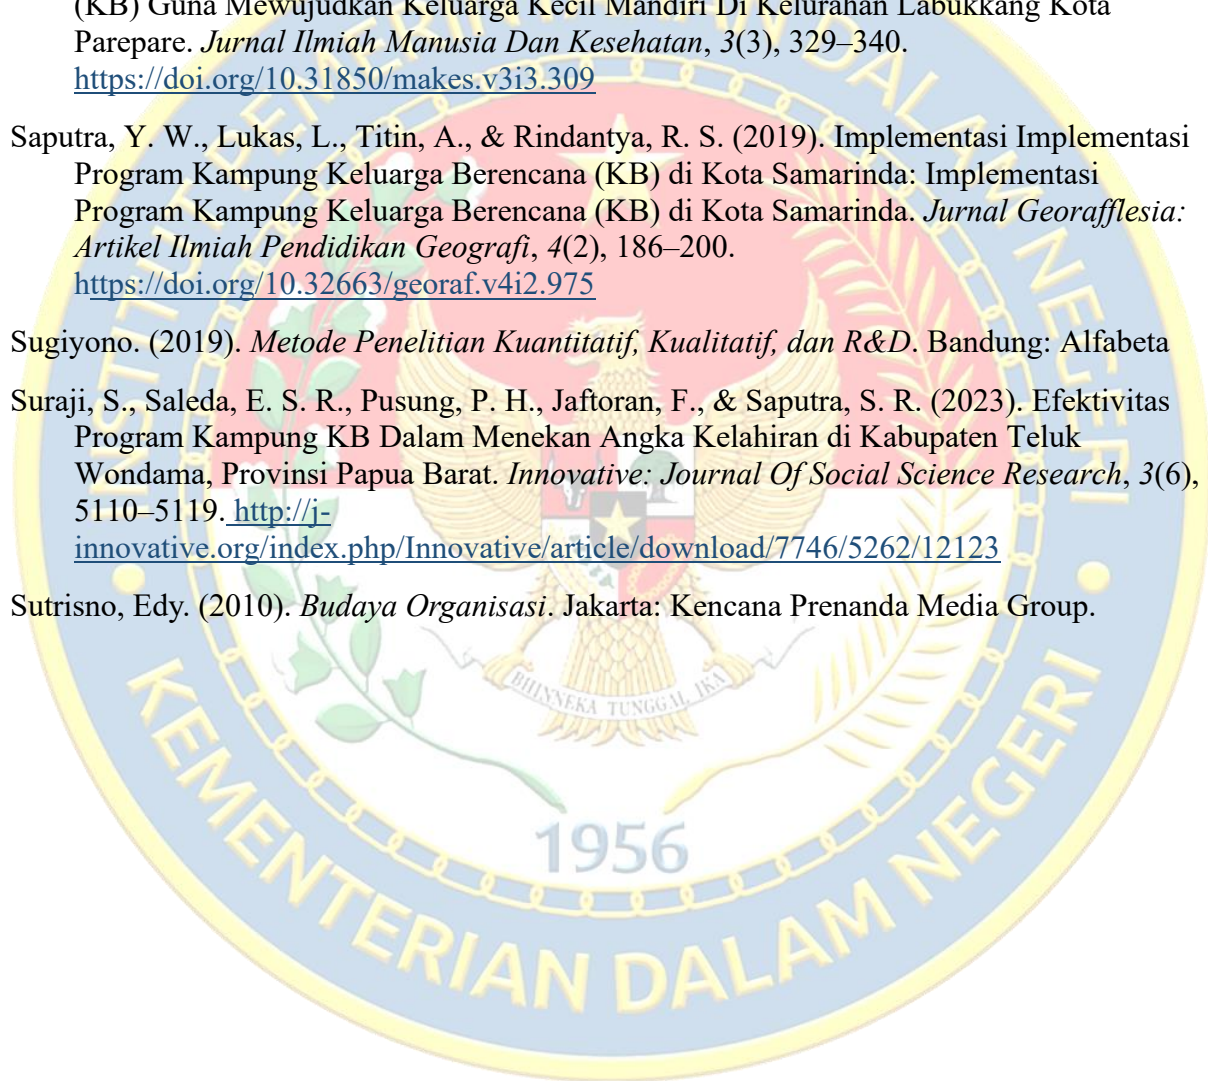 (KB) Guna Mewujudkan Keluarga Kecil Mandiri Di Kelurahan Labukkang Kota
Parepare. Jurnal Ilmiah Manusia Dan Kesehatan, 3(3), 329–340.
https://doi.org/10.31850/makes.v3i3.309
Saputra, Y. W., Lukas, L., Titin, A., & Rindantya, R. S. (2019). Implementasi Implementasi
Program Kampung Keluarga Berencana (KB) di Kota Samarinda: Implementasi
Program Kampung Keluarga Berencana (KB) di Kota Samarinda. Jurnal Georafflesia:
Artikel Ilmiah Pendidikan Geografi, 4(2), 186–200.
https://doi.org/10.32663/georaf.v4i2.975
Sugiyono. (2019). Metode Penelitian Kuantitatif, Kualitatif, dan R&D. Bandung: Alfabeta
Suraji, S., Saleda, E. S. R., Pusung, P. H., Jaftoran, F., & Saputra, S. R. (2023). Efektivitas
Program Kampung KB Dalam Menekan Angka Kelahiran di Kabupaten Teluk
Wondama, Provinsi Papua Barat. Innovative: Journal Of Social Science Research, 3(6),
5110–5119. http://j-
innovative.org/index.php/Innovative/article/download/7746/5262/12123
Sutrisno, Edy. (2010). Budaya Organisasi. Jakarta: Kencana Prenanda Media Group.
INSTITUT PEMERINTAHAN DALAM NEGERI
BHINNEKA TUNGGAL IKA
1956
KEMENTERIAN DALAM NEGERI